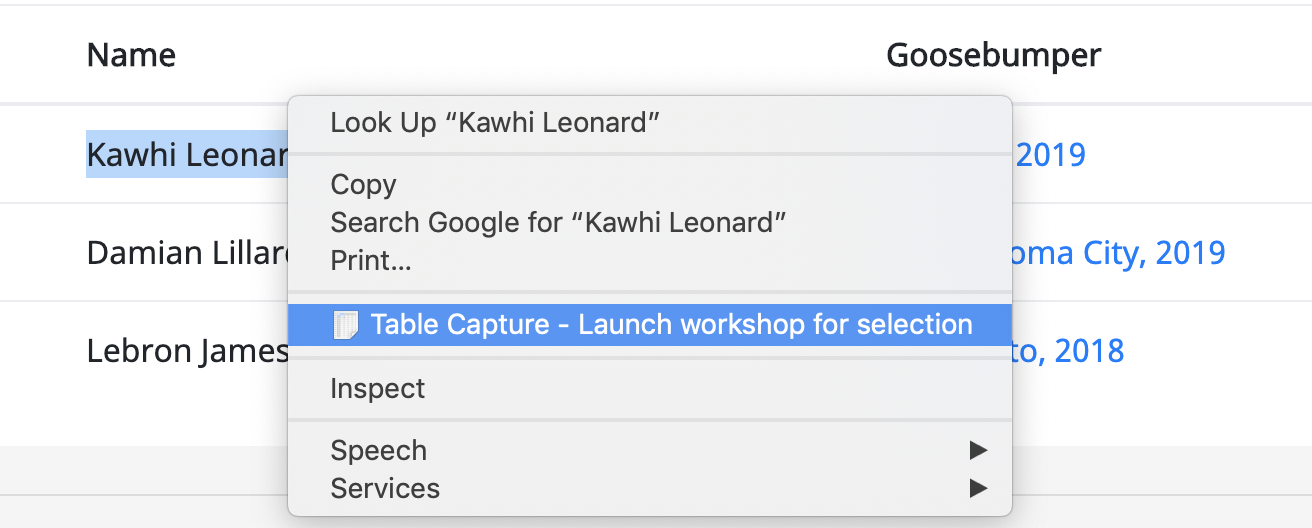 Name Goosebumper
Look Up “Kawhi Leonard”
Kawhi Leonar 2019
Copy
Search Google for “Kawhi Leonard”
Print...
Damian Lillar oma City, 2019
Table Capture - Launch workshop for selection
Lebron James to, 2018
Inspect
Speech
Services